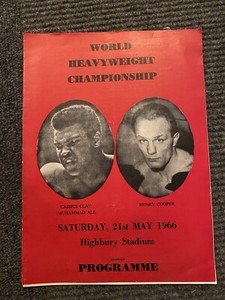 WORLD
HEAVYWEIGHT
CHAMPIONSHIP
CASSIUS CLAY
(MUHAMMAD ALI)
HENRY COOPER
SATURDAY, 21st MAY 1966
Highbury Stadium
PROGRAMME